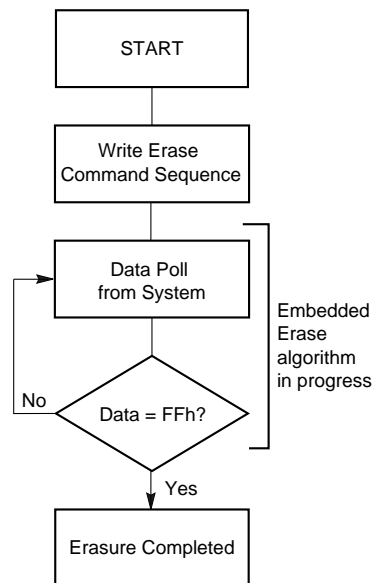 START
Write Erase
Command Sequence
Data Poll
from System
Embedded
Erase
algorithm
in progress
No
Data = FFh?
Yes
Erasure Completed